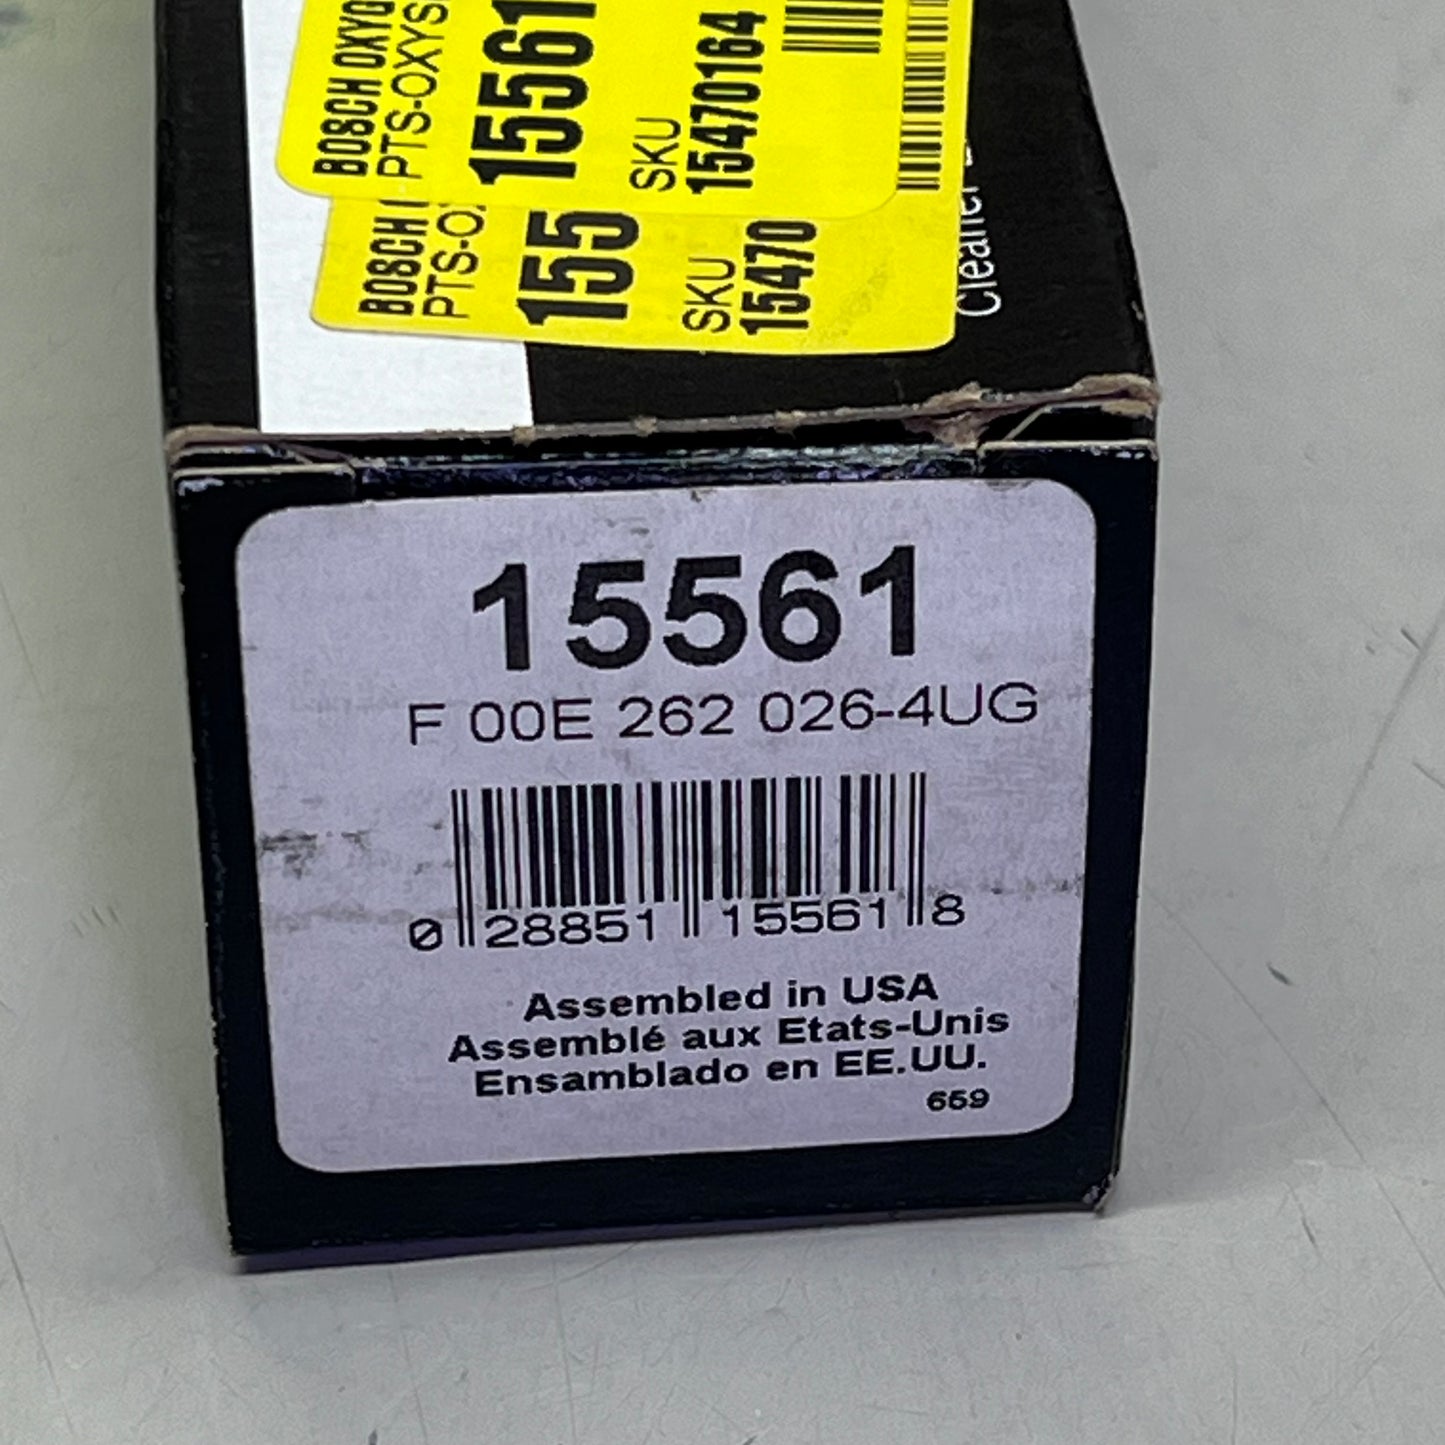 BOSCH OXYG
PTS-OXYS
15561
SKU
15470164
BOSCH
PTS-OX
155
SKU
15470
Cleaner
15561
F 00E 262 026-4UG
0 28851 15561 8
Assembled in USA
Assemblé aux Etats-Unis
Ensamblado en EE.UU.
659